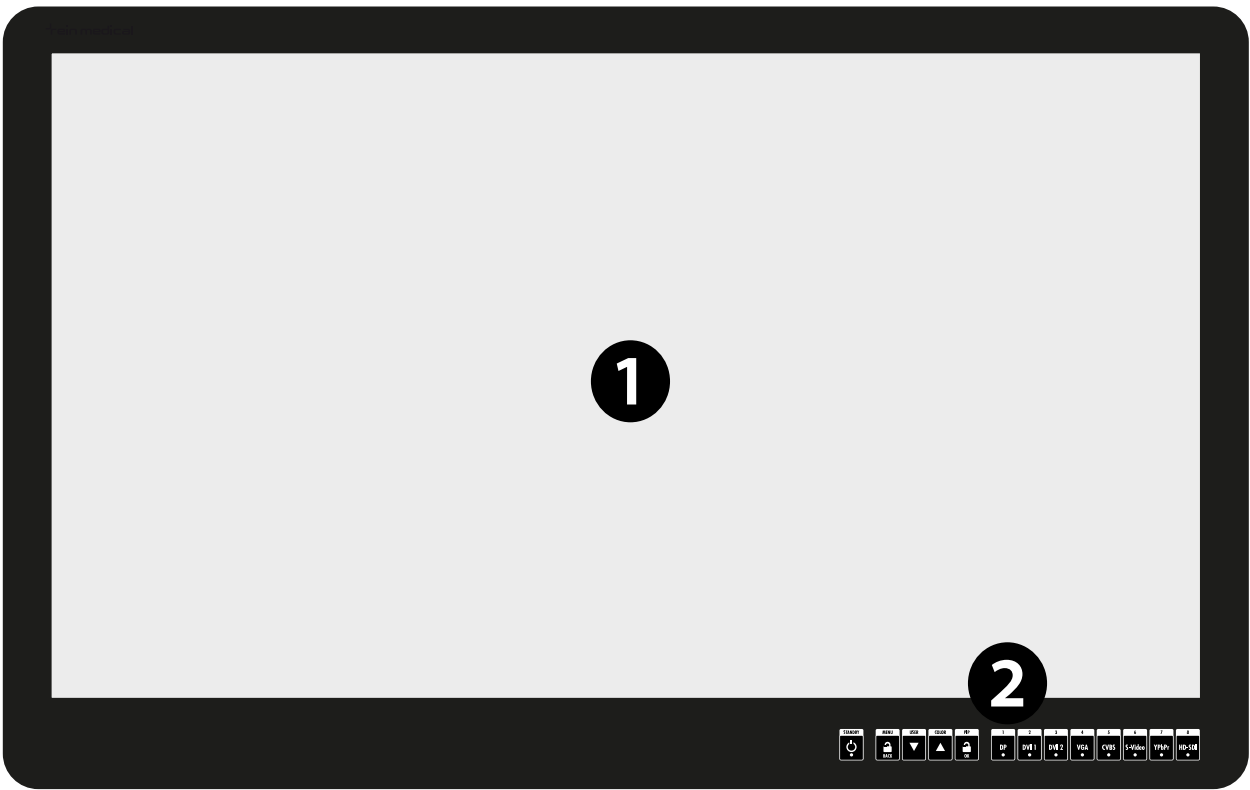 1
2
STANDBY MENU USER COLOR PIP 1 2 3 4 5 6 7 8
DP DVI 1 DVI 2 VGA CVBS S-Video YPbPr HD-SDI
BACK OK